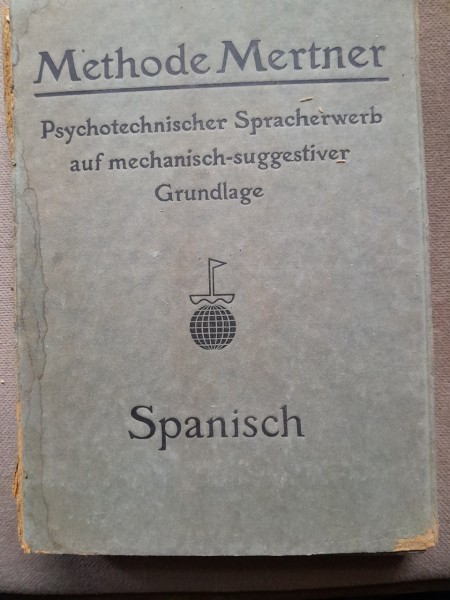 Methode Mertner
Psychotechnischer Spracherwerb
auf mechanisch-suggestiver
Grundlage
Spanisch